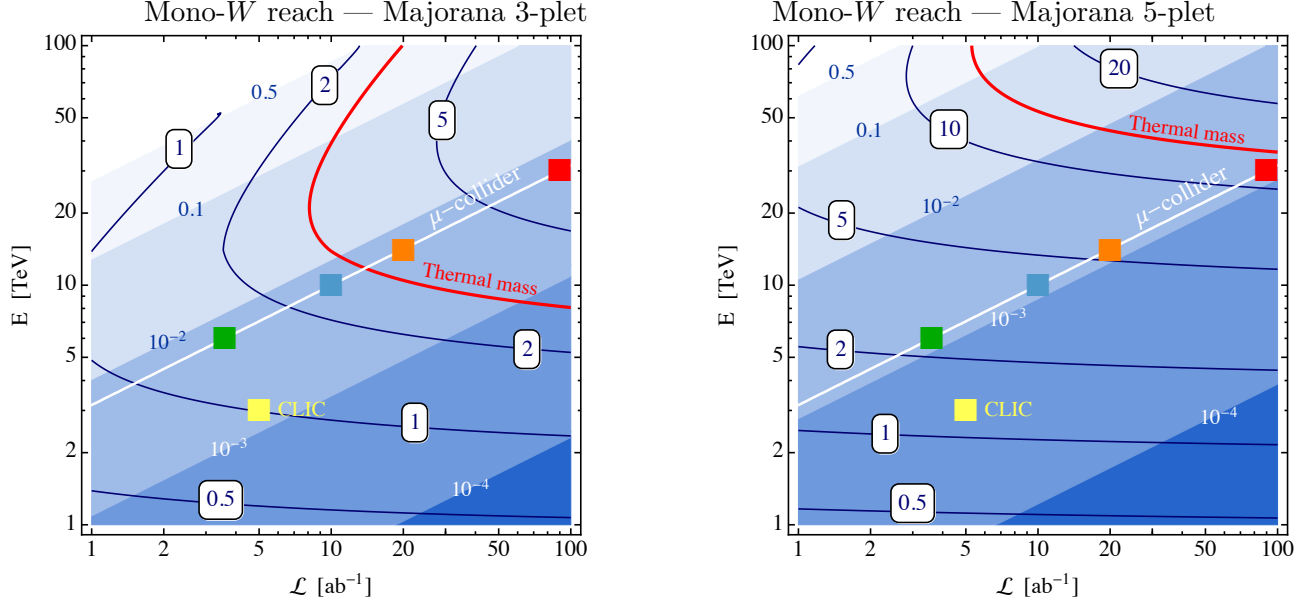 Mono-W reach — Majorana 3-plet
100
50
20
10
5
2
1
E [TeV]
0.5
2
1
5
0.1
μ−collider
Thermal mass
10⁻²
2
CLIC
1
10⁻³
10⁻⁴
0.5
1 2 5 10 20 50 100
ℒ [ab⁻¹]
Mono-W reach — Majorana 5-plet
100
50
20
10
5
2
1
E [TeV]
0.5
20
0.1
10
Thermal mass
μ−collider
10⁻²
5
10⁻³
2
CLIC
10⁻⁴
1
0.5
1 2 5 10 20 50 100
ℒ [ab⁻¹]